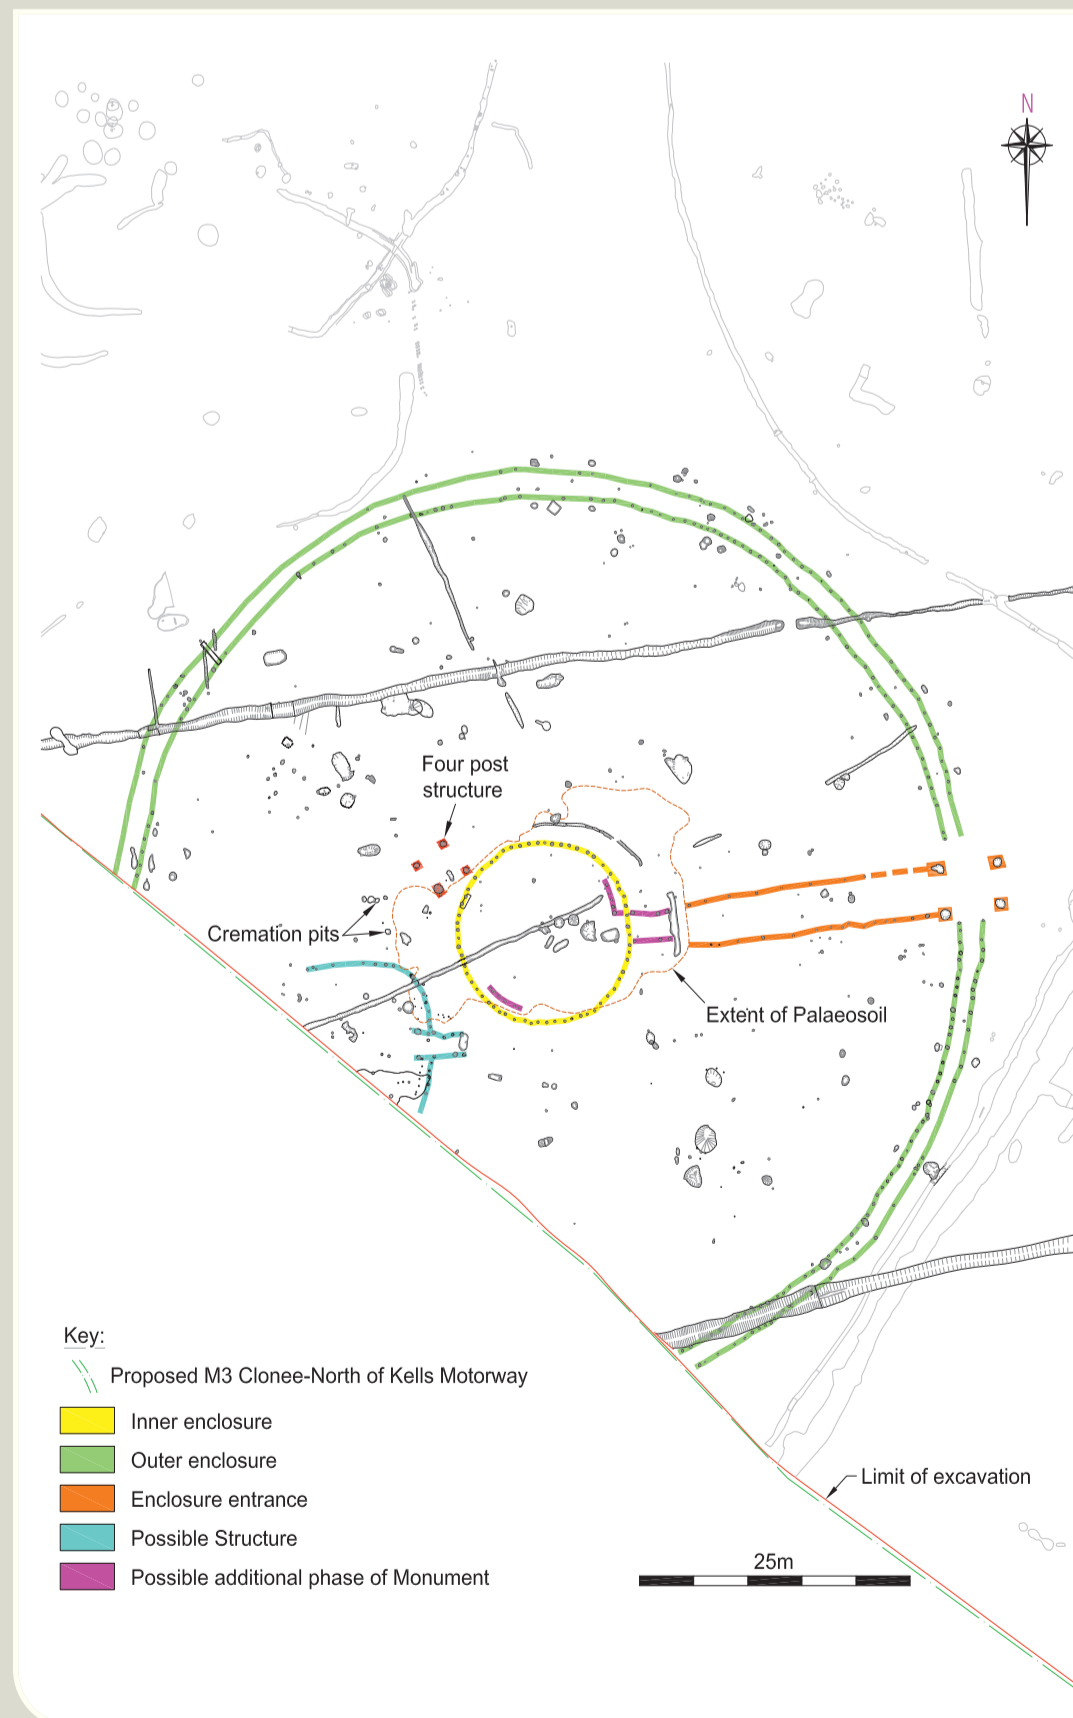 N
Four post
structure
Cremation pits
Extent of Palaeosoil
Key:
Proposed M3 Clonee-North of Kells Motorway
Inner enclosure
Outer enclosure
Enclosure entrance
Possible Structure
Possible additional phase of Monument
Limit of excavation
25m